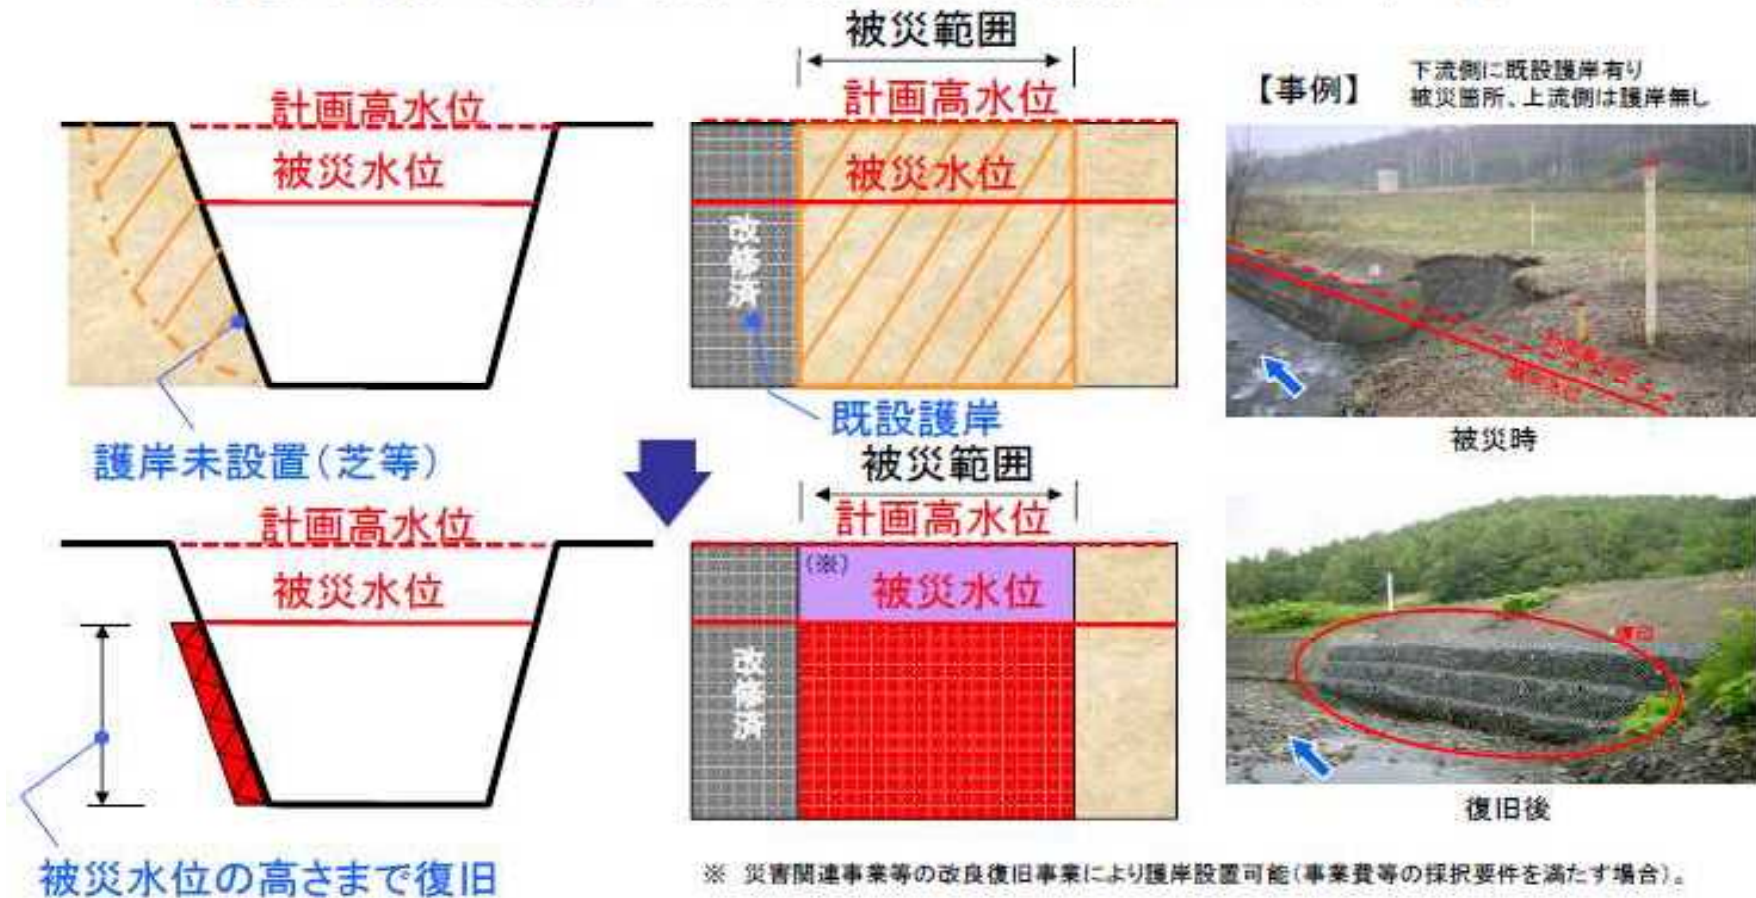 被災範囲
計画高水位
被災水位
計画高水位
被災水位
改修済
護岸未設置(芝等)
既設護岸
【事例】
下流側に既設護岸有り
被災箇所、上流側は護岸無し
被災時
計画高水位
被災水位
被災水位の高さまで復旧
被災範囲
計画高水位
(※)
被災水位
改修済
復旧後
※ 災害関連事業等の改良復旧事業により護岸設置可能(事業費等の採択要件を満たす場合)。